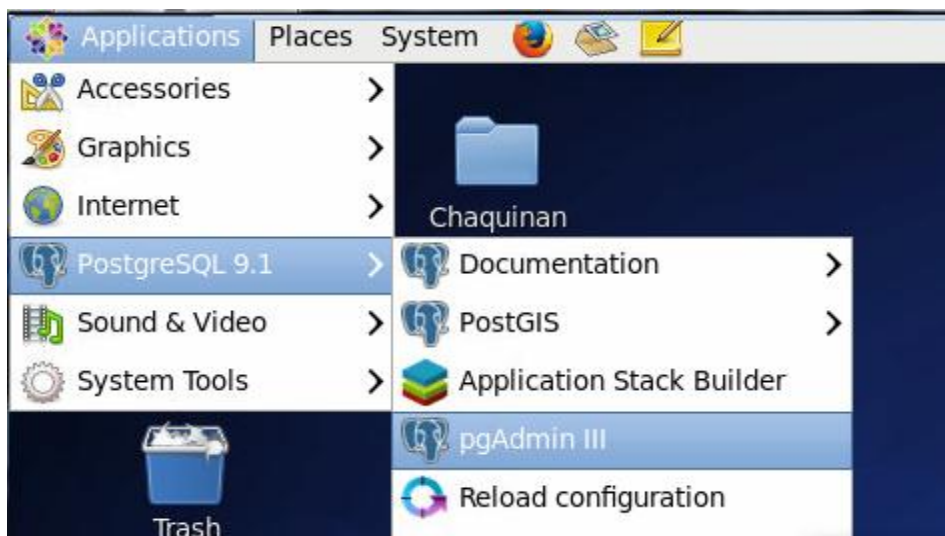 Applications Places System
Accessories
Graphics
Chaquinan
Internet
PostgreSQL 9.1
Documentation
Sound & Video
PostGIS
System Tools
Application Stack Builder
pgAdmin III
Reload configuration
Trash